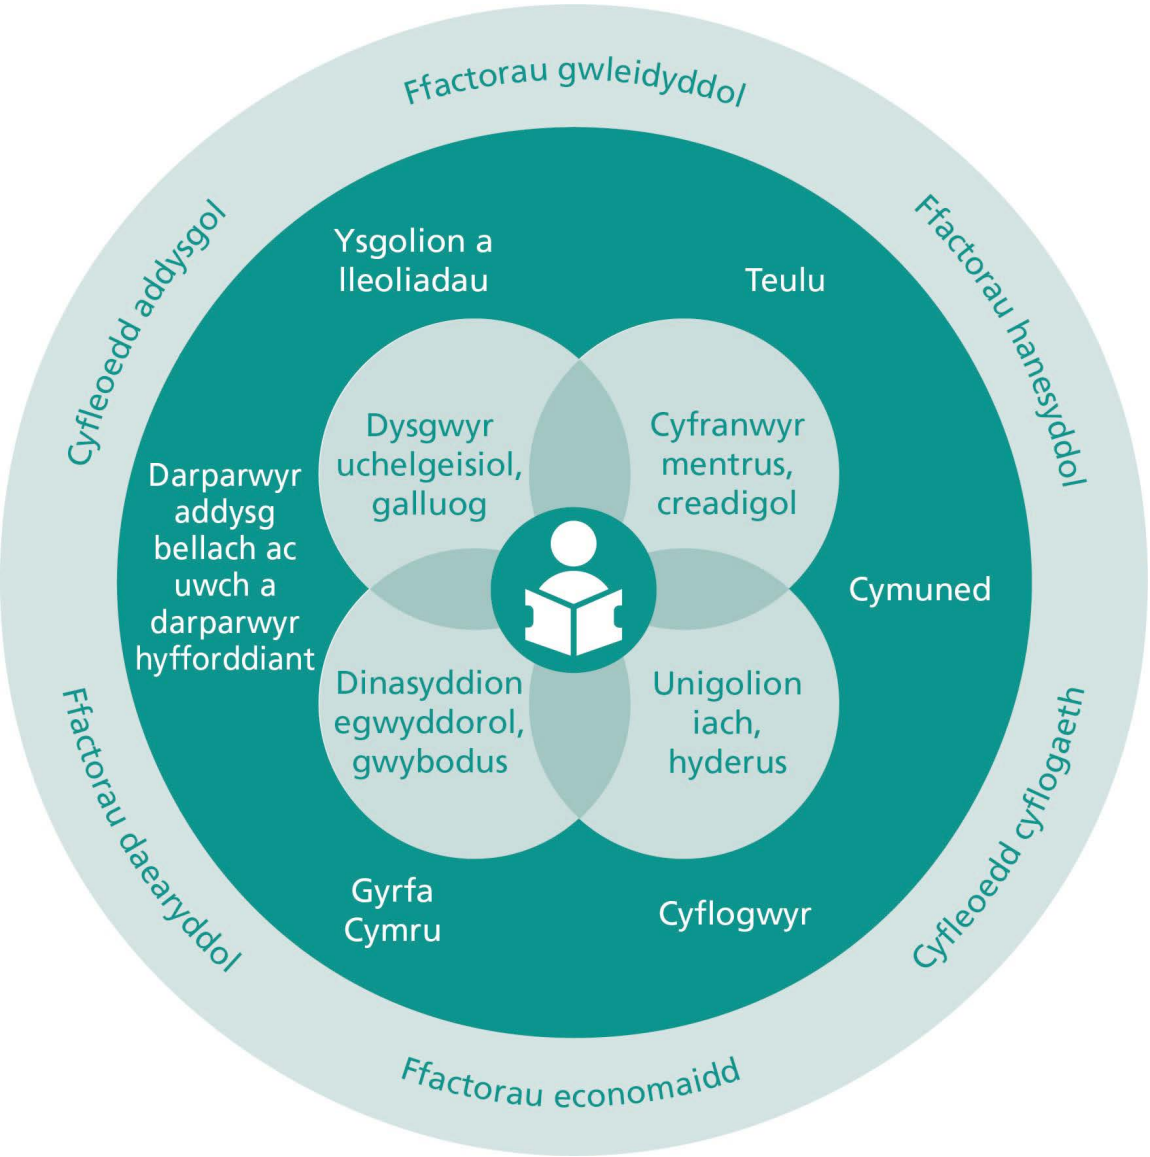 Ffactorau gwleidyddol
Ffactorau hanesyddol
Cyfleoedd cyflogaeth
Ffactorau economaidd
Ffactorau daearyddol
Cyfleoedd addysgol
Ysgolion a
lleoliadau
Teulu
Cymuned
Cyflogwyr
Gyrfa
Cymru
Darparwyr
addysg
bellach ac
uwch a
darparwyr
hyfforddiant
Dysgwyr
uchelgeisiol,
galluog
Cyfranwyr
mentrus,
creadigol
Dinasyddion
egwyddorol,
gwybodus
Unigolion
iach,
hyderus